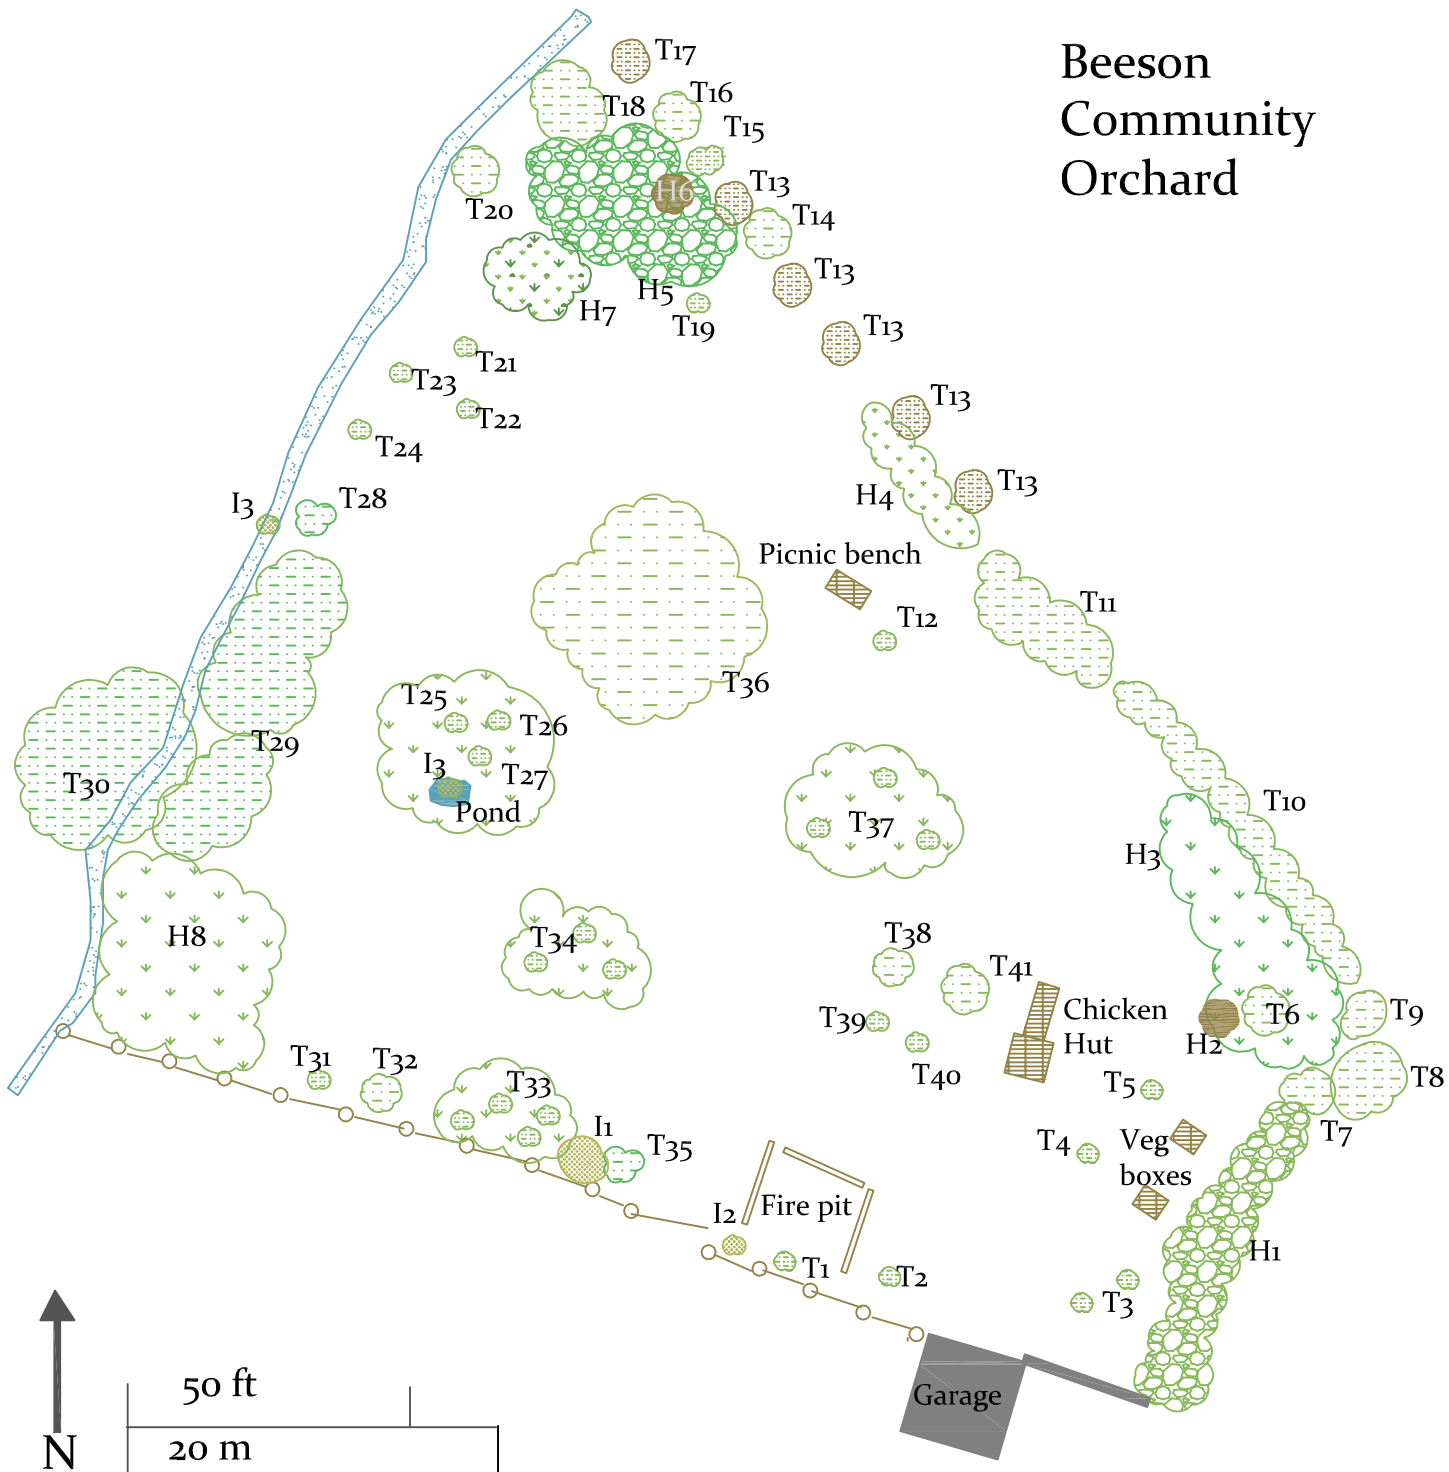 Beeson
Community
Orchard
T17
T18
T16
T15
T13
H6
T14
T20
T13
H5
H7
T19
T13
T21
T23
T22
T13
T24
T13
H4
I3
T28
Picnic bench
T12
T11
T36
T25
T26
T29
I3
T27
T30
Pond
T37
T10
H3
H8
T34
T38
T41
Chicken
Hut
T39
T6
T9
H2
T40
T31
T32
T33
T5
T8
I1
T35
T4
Veg
boxes
T7
Fire pit
I2
H1
T1
T2
T3
50 ft
Garage
20 m
N